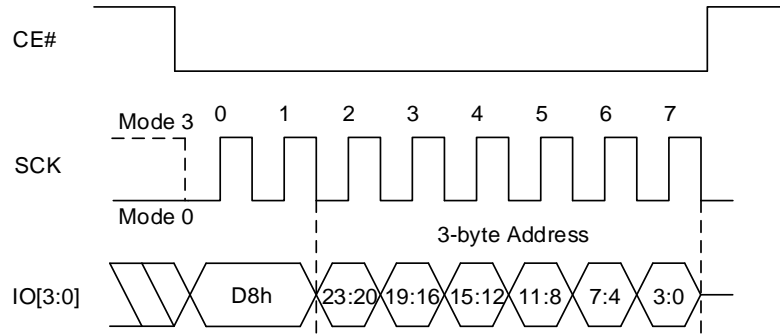 CE#
0 1 2 3 4 5 6 7
Mode 3
SCK
Mode 0
3-byte Address
IO[3:0] D8h 23:20 19:16 15:12 11:8 7:4 3:0